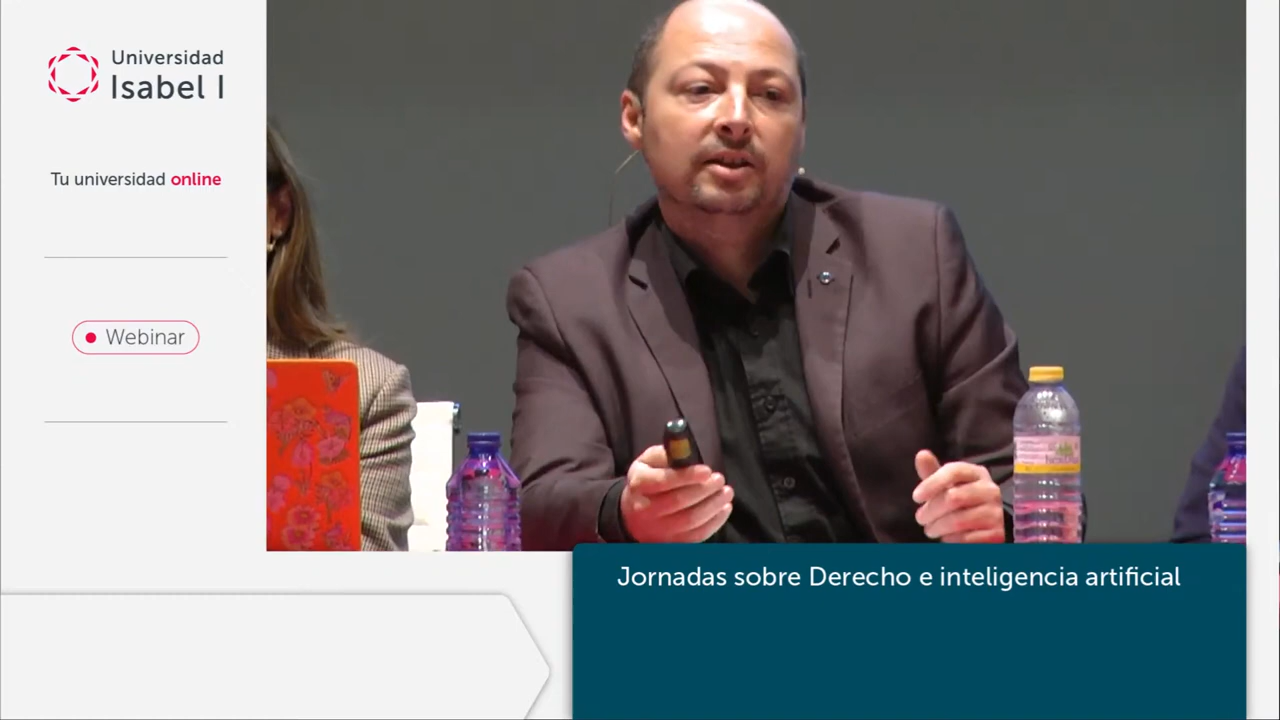 Universidad
Isabel I
Tu universidad online
Webinar
Jornadas sobre Derecho e inteligencia artificial